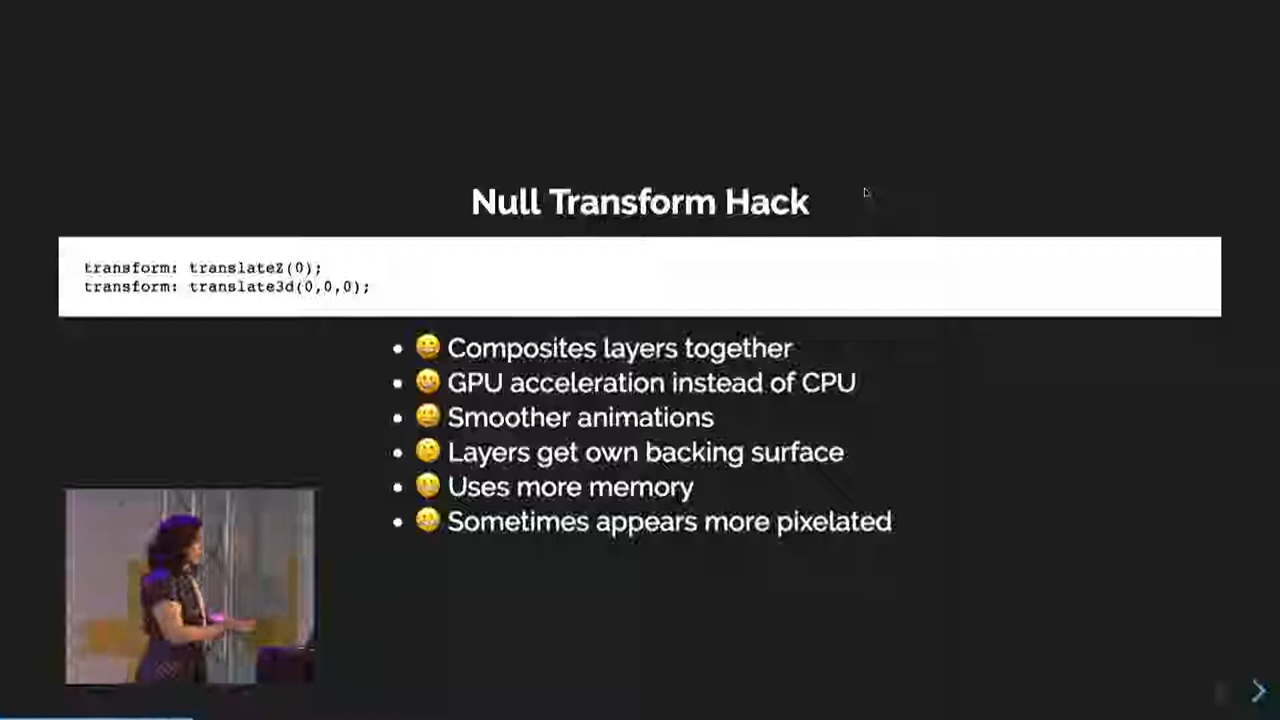 Null Transform Hack
transform: translateZ(0);
transform: translate3d(0,0,0);
• 😀 Composites layers together
• 😀 GPU acceleration instead of CPU
• 😀 Smoother animations
• 😐 Layers get own backing surface
• 😬 Uses more memory
• 😬 Sometimes appears more pixelated